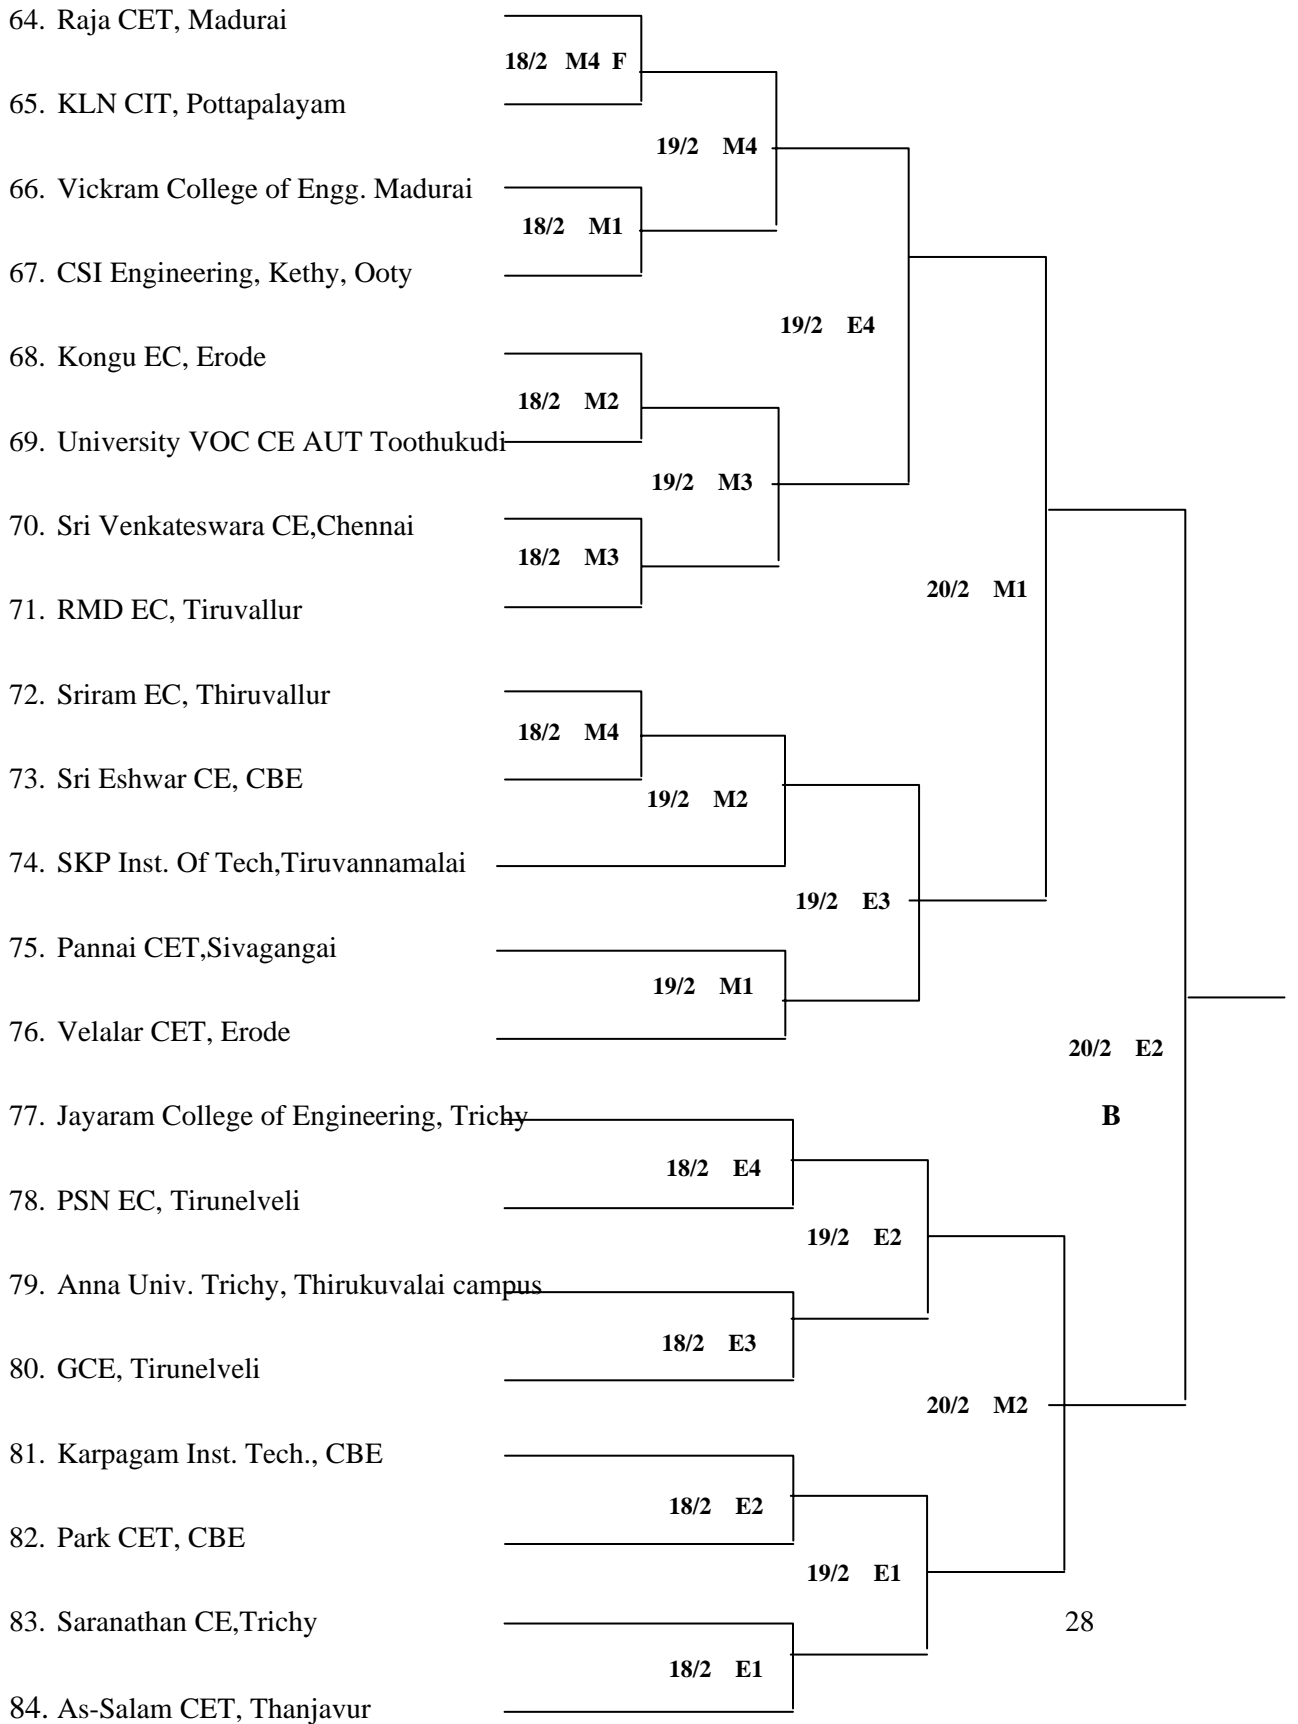 64. Raja CET, Madurai
18/2 M4 F
65. KLN CIT, Pottapalayam
19/2 M4
66. Vickram College of Engg. Madurai
18/2 M1
67. CSI Engineering, Kethy, Ooty
19/2 E4
68. Kongu EC, Erode
18/2 M2
69. University VOC CE AUT Toothukudi
19/2 M3
70. Sri Venkateswara CE,Chennai
18/2 M3
20/2 M1
71. RMD EC, Tiruvallur
72. Sriram EC, Thiruvallur
18/2 M4
73. Sri Eshwar CE, CBE
19/2 M2
74. SKP Inst. Of Tech,Tiruvannamalai
19/2 E3
75. Pannai CET,Sivagangai
19/2 M1
76. Velalar CET, Erode
20/2 E2
77. Jayaram College of Engineering, Trichy
B
18/2 E4
78. PSN EC, Tirunelveli
19/2 E2
79. Anna Univ. Trichy, Thirukuvalai campus
18/2 E3
80. GCE, Tirunelveli
20/2 M2
81. Karpagam Inst. Tech., CBE
18/2 E2
82. Park CET, CBE
19/2 E1
83. Saranathan CE,Trichy
28
18/2 E1
84. As-Salam CET, Thanjavur